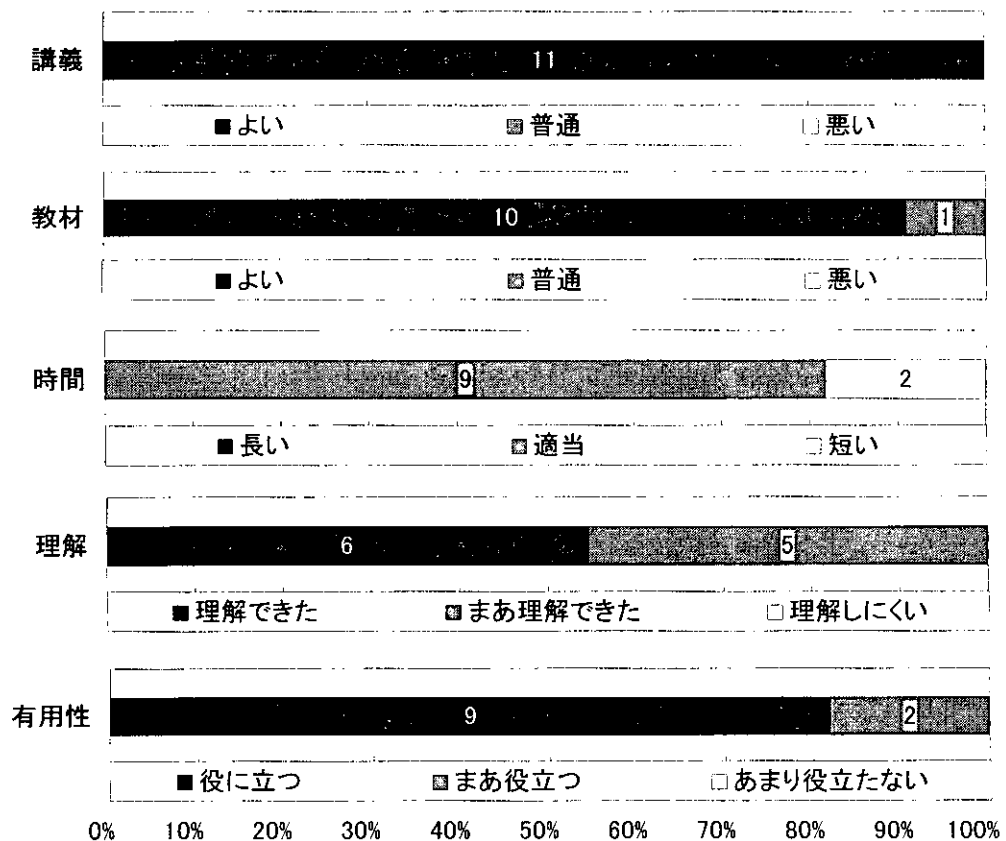 講義 11
■よい ■普通 □悪い
教材 10 1
■よい ■普通 □悪い
時間 9 2
■長い ■適当 □短い
理解 6 5
■理解できた ■まあ理解できた □理解しにくい
有用性 9 2
■役に立つ ■まあ役立つ □あまり役立たない
0% 10% 20% 30% 40% 50% 60% 70% 80% 90% 100%